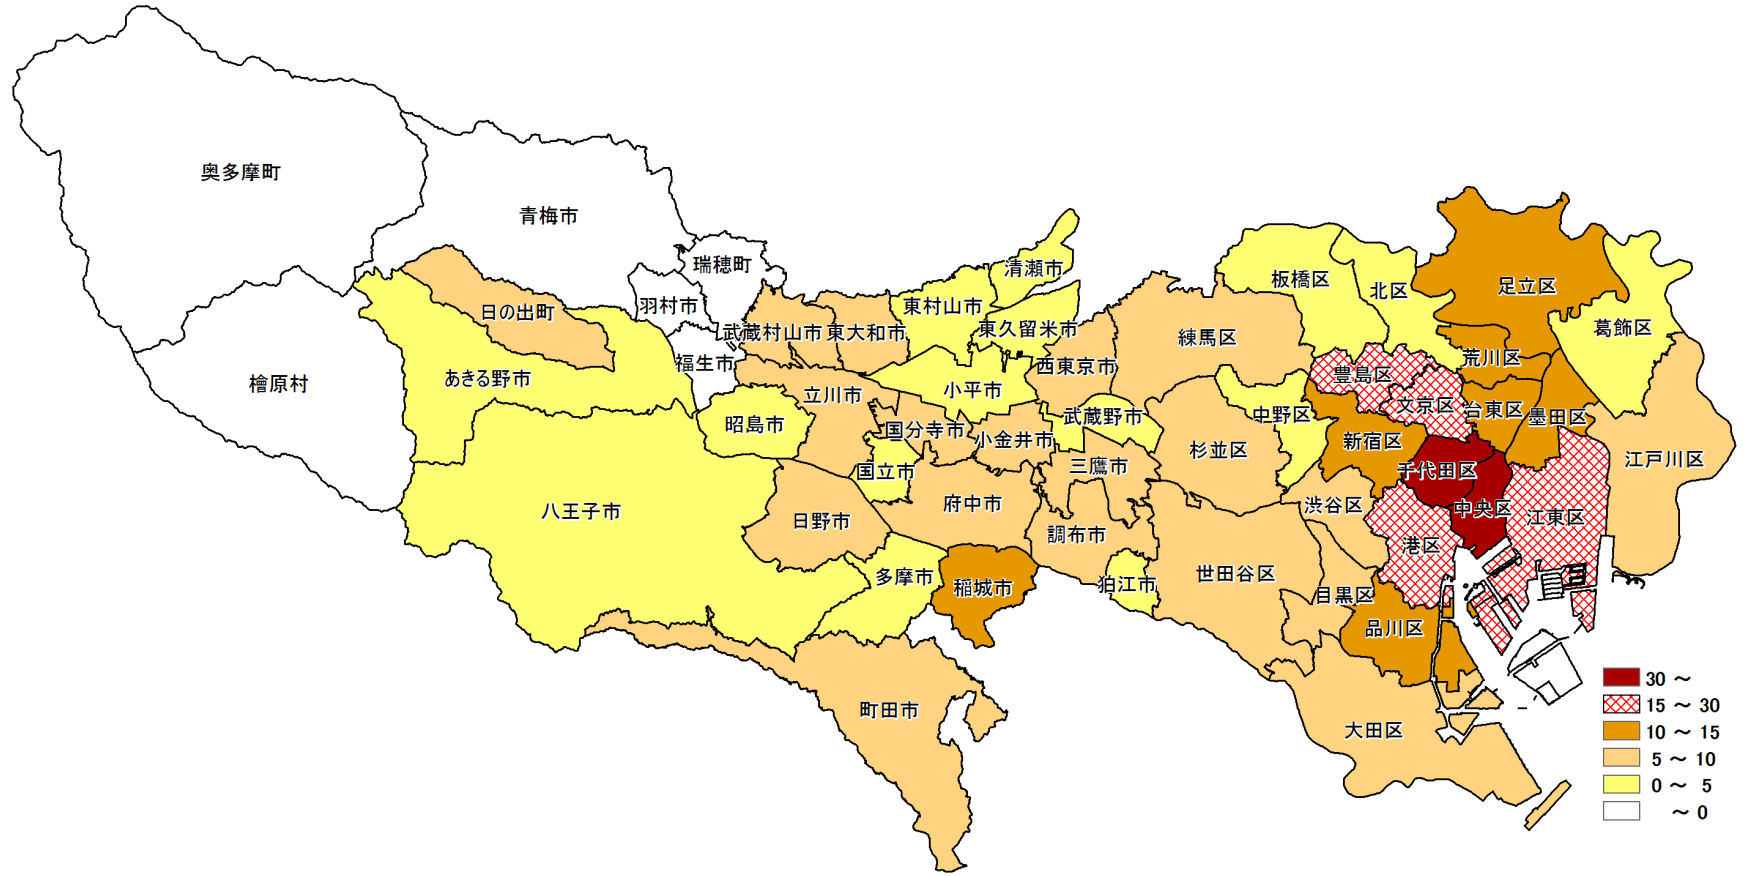 奥多摩町
青梅市
瑞穂町
羽村市
日の出町
福生市
檜原村
あきる野市
武蔵村山市
東大和市
東村山市
清瀬市
東久留米市
西東京市
小平市
立川市
昭島市
国分寺市
小金井市
武蔵野市
国立市
三鷹市
八王子市
日野市
府中市
調布市
多摩市
稲城市
狛江市
町田市
板橋区
北区
足立区
葛飾区
練馬区
荒川区
豊島区
文京区
台東区
墨田区
中野区
新宿区
杉並区
千代田区
江戸川区
渋谷区
中央区
江東区
港区
世田谷区
目黒区
品川区
大田区
30 ～
15 ～ 30
10 ～ 15
5 ～ 10
0 ～ 5
～ 0